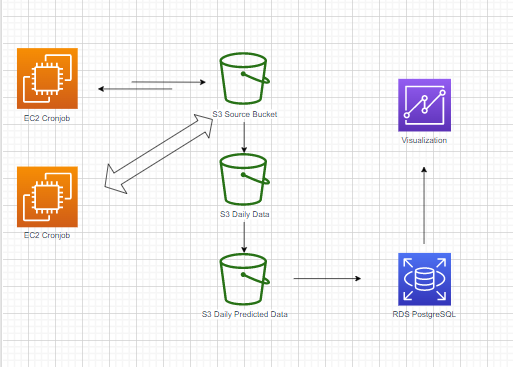 EC2 Cronjob
S3 Source Bucket
Visualization
EC2 Cronjob
S3 Daily Data
S3 Daily Predicted Data
RDS PostgreSQL